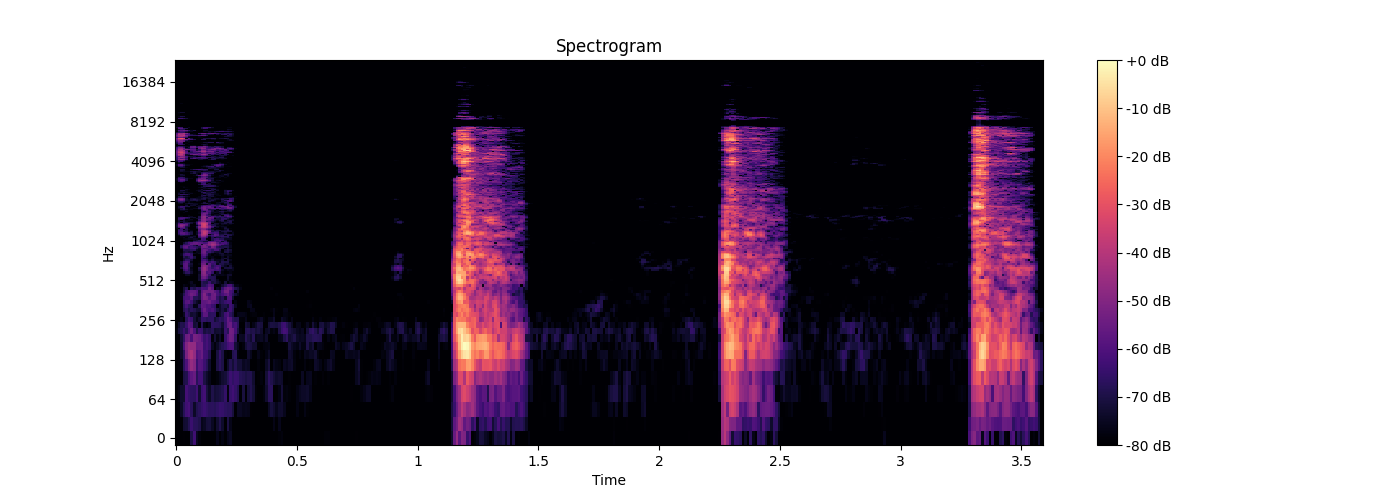 Spectrogram
Hz
16384
8192
4096
2048
1024
512
256
128
64
0
0 0.5 1 1.5 2 2.5 3 3.5
Time
+0 dB
-10 dB
-20 dB
-30 dB
-40 dB
-50 dB
-60 dB
-70 dB
-80 dB